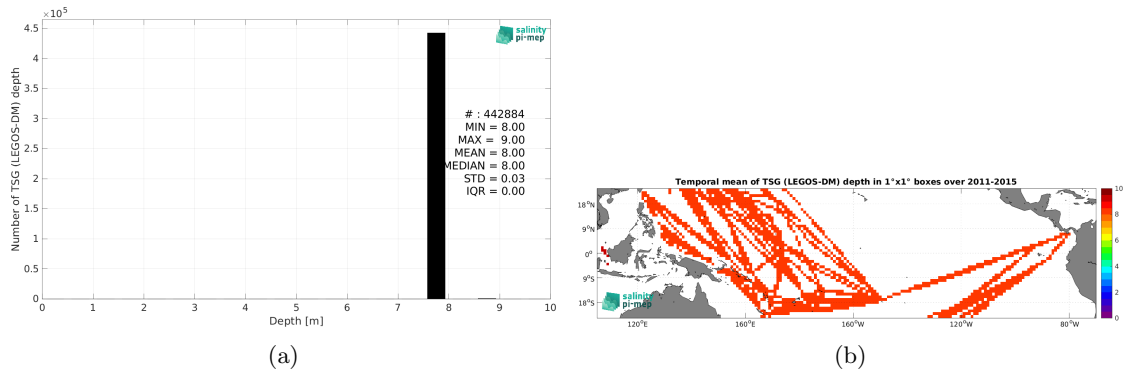 ×10⁵
4.5
4
3.5
3
2.5
2
1.5
1
0.5
0
Number of TSG (LEGOS-DM) depth
salinity
pi-mep
# : 442884
MIN = 8.00
MAX = 9.00
MEAN = 8.00
MEDIAN = 8.00
STD = 0.03
IQR = 0.00
0 1 2 3 4 5 6 7 8 9 10
Depth [m]
(a)
Temporal mean of TSG (LEGOS-DM) depth in 1°x1° boxes over 2011-2015
18°N
9°N
0°
9°S
18°S
salinity
pi-mep
120°E 160°E 160°W 120°W 80°W
10
8
6
4
2
0
(b)